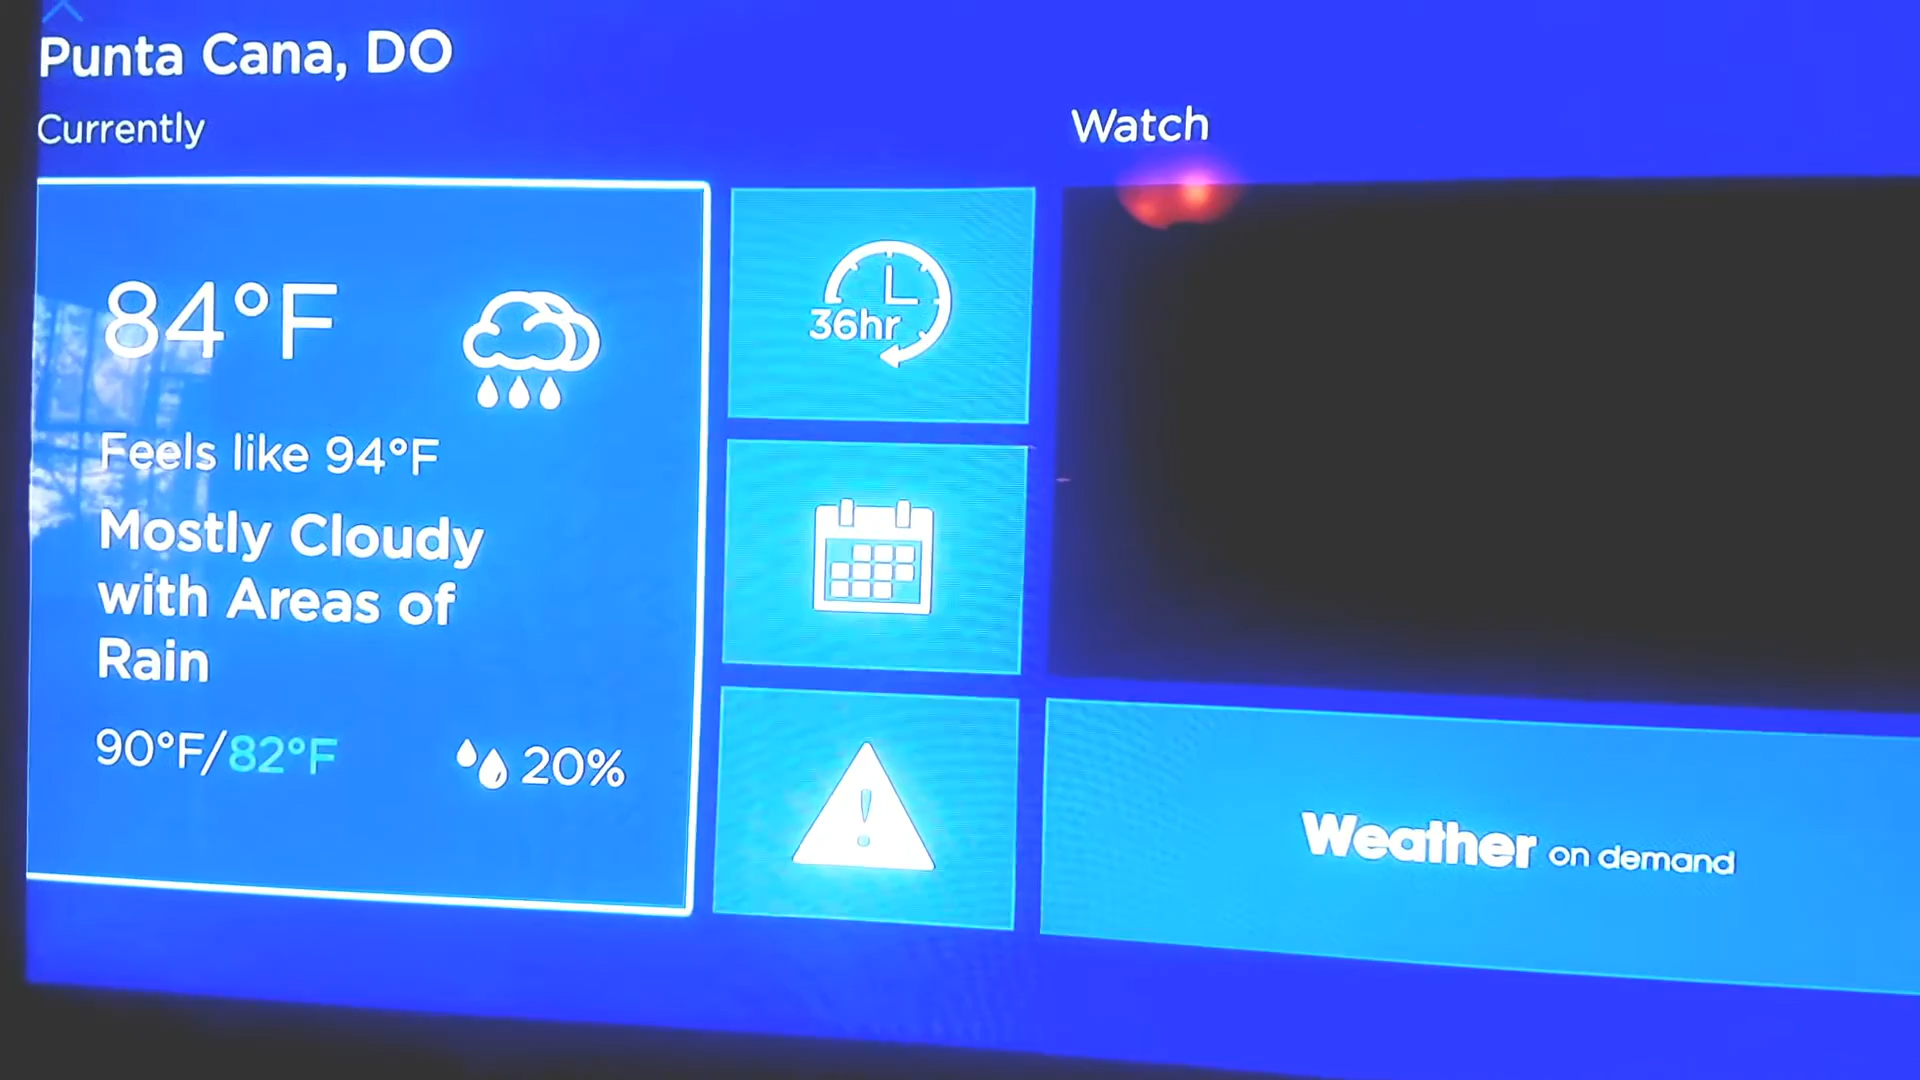 Punta Cana, DO
Currently
84°F
Feels like 94°F
Mostly Cloudy
with Areas of
Rain
90°F/82°F
20%
36hr
Watch
Weather on demand